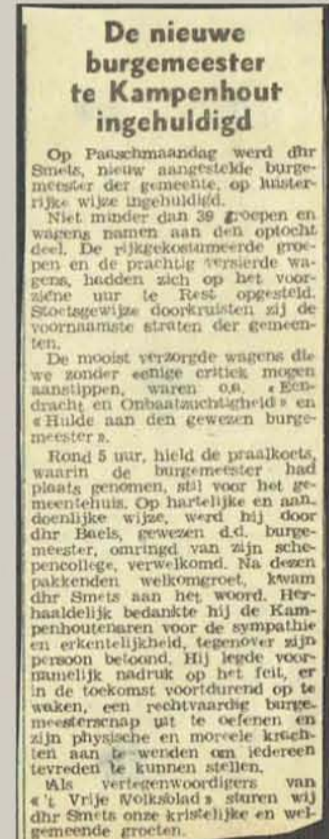 De nieuwe
burgemeester
te Kampenhout
ingehuldigd
Op Paaschmaandag werd dhr
Smets, nieuw aangestelde burge-
meester der gemeente, op luister-
rijke wijze ingehuldigd.
Niet minder dan 39 groepen en
wagens namen aan den optocht
deel. De rijkgekostumeerde groe-
pen en de prachtig versierde wa-
gens, hadden zich op het voor-
ziene uur te Rest opgesteld.
Stoetsgewijze doorkruisten zij de
voornaamste straten der gemeen-
ten.
De mooist verzorgde wagens die
we zonder eenige critiek mogen
aanstippen, waren o.a. «Een-
dracht en Onbaatzuchtigheid» en
«Hulde aan den gewezen burge-
meester».
Rond 5 uur, hield de praalkoets,
waarin de burgemeester had
plaats genomen, stil voor het ge-
meentehuis. Op hartelijke en aan-
doenlijke wijze, werd hij door
dhr Baels, gewezen d.d. burge-
meester, omringd van zijn sche-
pencollege, verwelkomd. Na dezen
pakkenden welkomgroet, kwam
dhr Smets aan het woord. Her-
haaldelijk bedankte hij de Kam-
penhoutenaren voor de sympathie
en erkentelijkheid, tegenover zijn
persoon betoond. Hij legde voor-
namelijk nadruk op het feit, er
in de toekomst voortdurend op te
waken, een rechtvaardig burge-
meesterschap uit te oefenen en
zijn physische en moreele krach-
ten aan te wenden om iedereen
tevreden te kunnen stellen.
Als vertegenwoordigers van
«'t Vrije Volksblad» sturen wij
dhr Smets onze kristelijke en wel-
gemeende groeten.